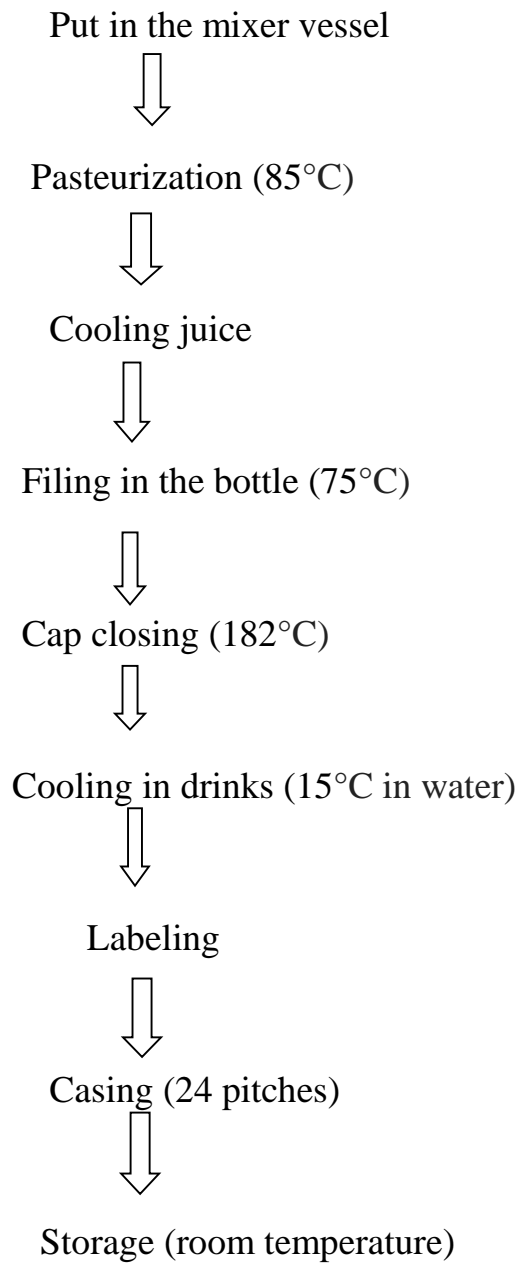 Put in the mixer vessel
Pasteurization (85°C)
Cooling juice
Filing in the bottle (75°C)
Cap closing (182°C)
Cooling in drinks (15°C in water)
Labeling
Casing (24 pitches)
Storage (room temperature)